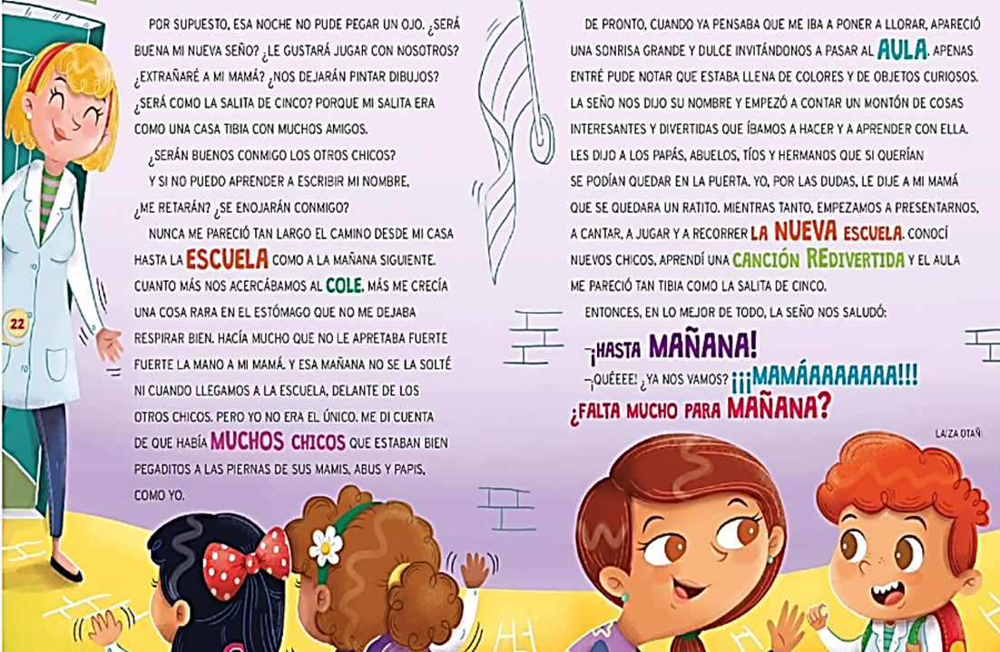 POR SUPUESTO, ESA NOCHE NO PUDE PEGAR UN OJO. ¿SERÁ
BUENA MI NUEVA SEÑO? ¿LE GUSTARÁ JUGAR CON NOSOTROS?
¿EXTRAÑARÉ A MI MAMÁ? ¿NOS DEJARÁN PINTAR DIBUJOS?
¿SERÁ COMO LA SALITA DE CINCO? PORQUE MI SALITA ERA
COMO UNA CASA TIBIA CON MUCHOS AMIGOS.
¿SERÁN BUENOS CONMIGO LOS OTROS CHICOS?
Y SI NO PUEDO APRENDER A ESCRIBIR MI NOMBRE,
¿ME RETARÁN? ¿SE ENOJARÁN CONMIGO?
NUNCA ME PARECIÓ TAN LARGO EL CAMINO DESDE MI CASA
HASTA LA ESCUELA COMO A LA MAÑANA SIGUIENTE.
CUANTO MÁS NOS ACERCÁBAMOS AL COLE, MÁS ME CRECÍA
UNA COSA RARA EN EL ESTÓMAGO QUE NO ME DEJABA
RESPIRAR BIEN. HACÍA MUCHO QUE NO LE APRETABA FUERTE
FUERTE LA MANO A MI MAMÁ. Y ESA MAÑANA NO SE LA SOLTÉ
NI CUANDO LLEGAMOS A LA ESCUELA, DELANTE DE LOS
OTROS CHICOS. PERO YO NO ERA EL ÚNICO. ME DI CUENTA
DE QUE HABÍA MUCHOS CHICOS QUE ESTABAN BIEN
PEGADITOS A LAS PIERNAS DE SUS MAMIS, ABUS Y PAPIS,
COMO YO.
22
DE PRONTO, CUANDO YA PENSABA QUE ME IBA A PONER A LLORAR, APARECIÓ
UNA SONRISA GRANDE Y DULCE INVITÁNDONOS A PASAR AL AULA. APENAS
ENTRÉ PUDE NOTAR QUE ESTABA LLENA DE COLORES Y DE OBJETOS CURIOSOS.
LA SEÑO NOS DIJO SU NOMBRE Y EMPEZÓ A CONTAR UN MONTÓN DE COSAS
INTERESANTES Y DIVERTIDAS QUE ÍBAMOS A HACER Y A APRENDER CON ELLA.
LES DIJO A LOS PAPÁS, ABUELOS, TÍOS Y HERMANOS QUE SI QUERÍAN
SE PODÍAN QUEDAR EN LA PUERTA. YO, POR LAS DUDAS, LE DIJE A MI MAMÁ
QUE SE QUEDARA UN RATITO. MIENTRAS TANTO, EMPEZAMOS A PRESENTARNOS,
A CANTAR, A JUGAR Y A RECORRER LA NUEVA ESCUELA. CONOCÍ
NUEVOS CHICOS, APRENDÍ UNA CANCIÓN REDIVERTIDA Y EL AULA
ME PARECIÓ TAN TIBIA COMO LA SALITA DE CINCO.
ENTONCES, EN LO MEJOR DE TODO, LA SEÑO NOS SALUDÓ:
–¡HASTA MAÑANA!
–¡QUÉEEE! ¿YA NOS VAMOS? ¡¡¡MAMÁAAAAAAA!!!
¿FALTA MUCHO PARA MAÑANA?
LAIZA OTAÑI